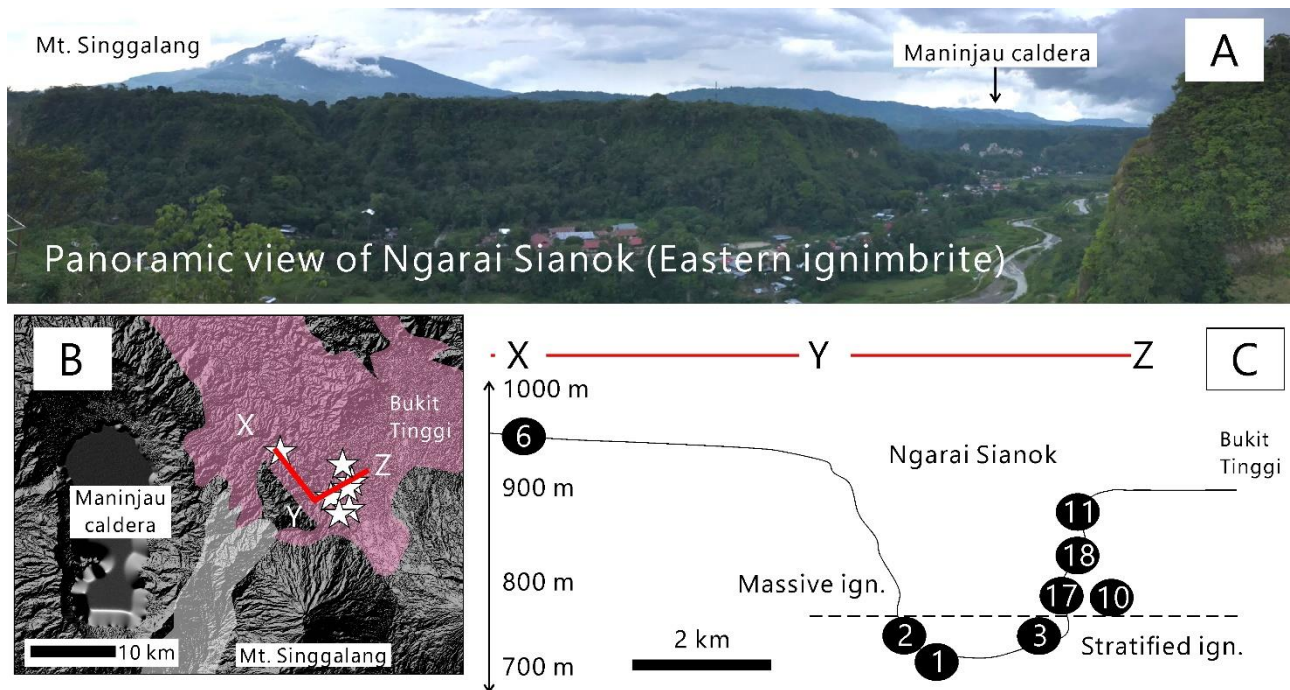 Mt. Singgalang
Maninjau caldera
A
Panoramic view of Ngarai Sianok (Eastern ignimbrite)
B
Bukit
Tinggi
X
Z
Y
Maninjau
caldera
10 km
Mt. Singgalang
X
Y
Z
C
1000 m
6
Ngarai Sianok
Bukit
Tinggi
900 m
11
18
800 m
Massive ign.
17
10
2
3
1
Stratified ign.
2 km
700 m